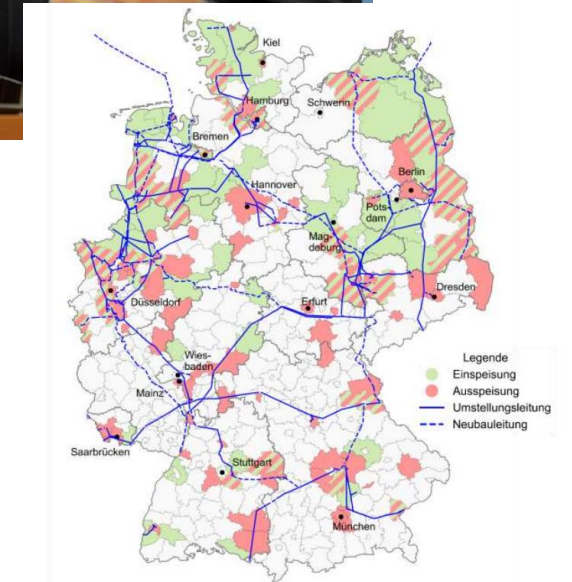 Kiel
Hamburg
Schwerin
Bremen
Berlin
Hannover
Pots-
dam
Mag-
deburg
Düsseldorf
Erfurt
Dresden
Wies-
baden
Mainz
Legende
Einspeisung
Ausspeisung
Umstellungsleitung
Neubauleitung
Saarbrücken
Stuttgart
München